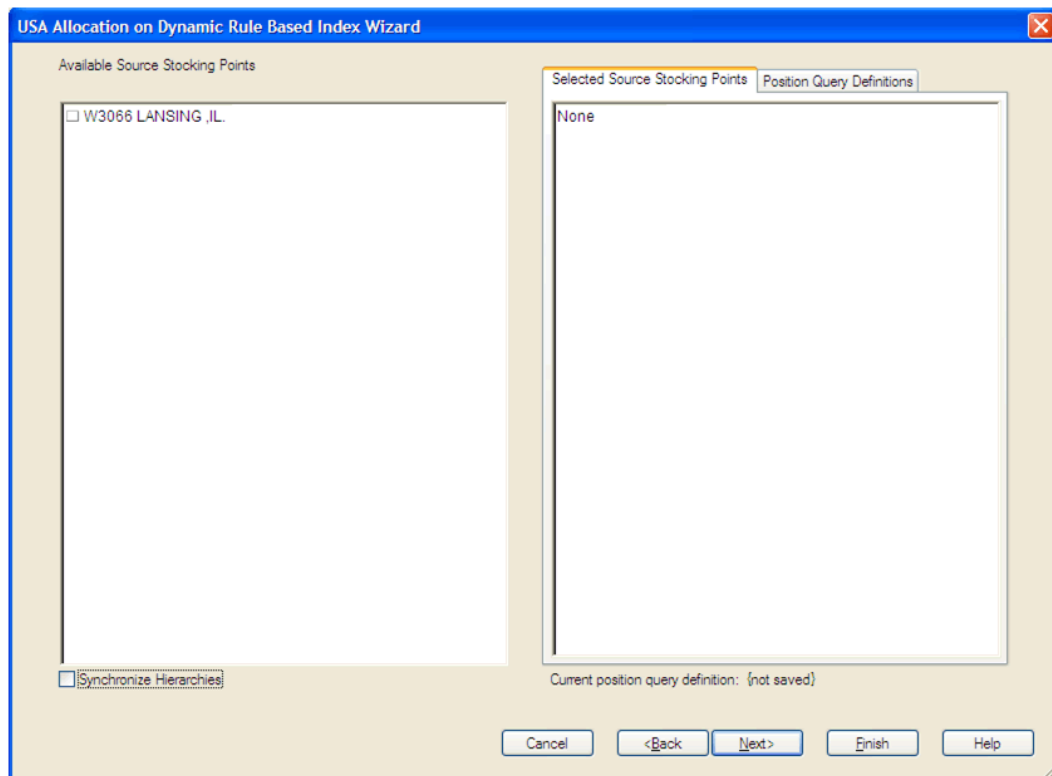 USA Allocation on Dynamic Rule Based Index Wizard
Available Source Stocking Points
W3066 LANSING ,IL.
Synchronize Hierarchies
Selected Source Stocking Points
Position Query Definitions
None
Current position query definition: {not saved}
Cancel
<Back
Next>
Finish
Help